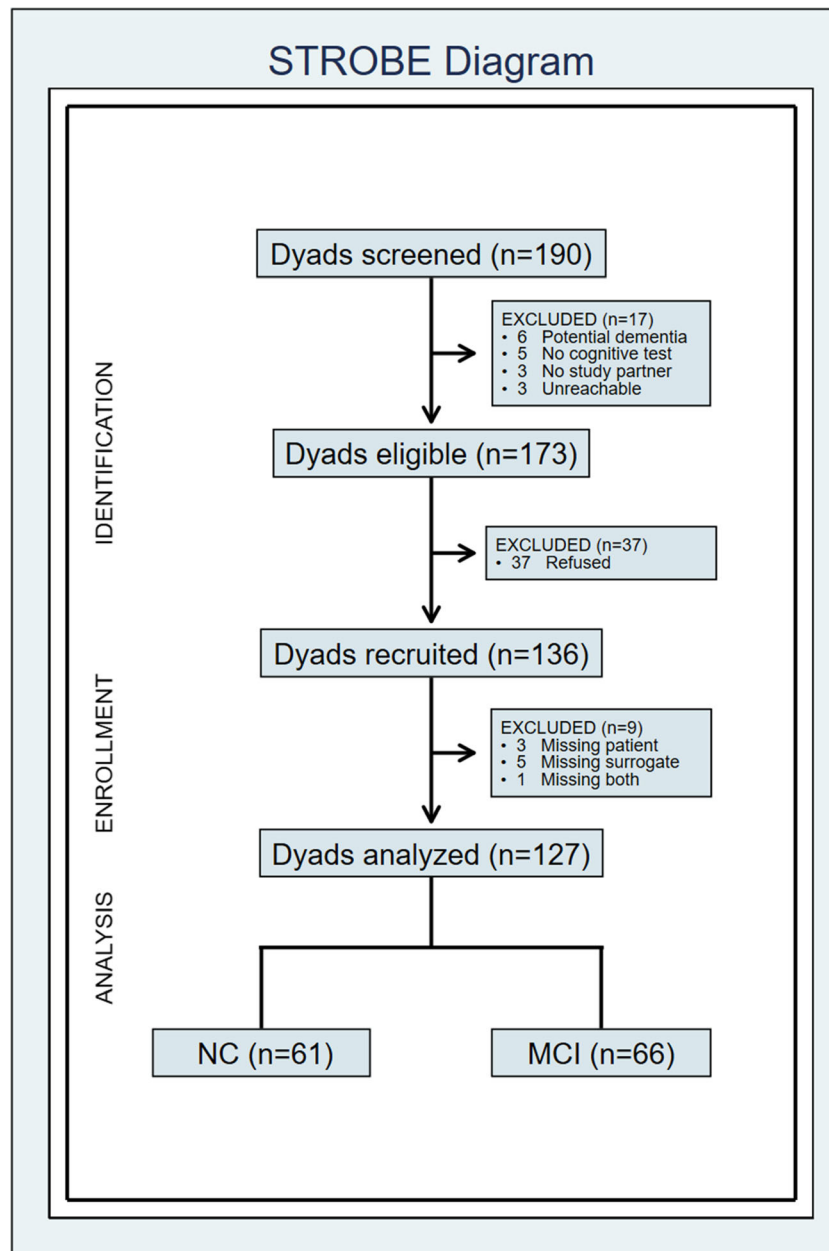 STROBE Diagram
Dyads screened (n=190)
EXCLUDED (n=17)
• 6 Potential dementia
• 5 No cognitive test
• 3 No study partner
• 3 Unreachable
IDENTIFICATION
Dyads eligible (n=173)
EXCLUDED (n=37)
• 37 Refused
Dyads recruited (n=136)
ENROLLMENT
EXCLUDED (n=9)
• 3 Missing patient
• 5 Missing surrogate
• 1 Missing both
Dyads analyzed (n=127)
ANALYSIS
NC (n=61)
MCI (n=66)